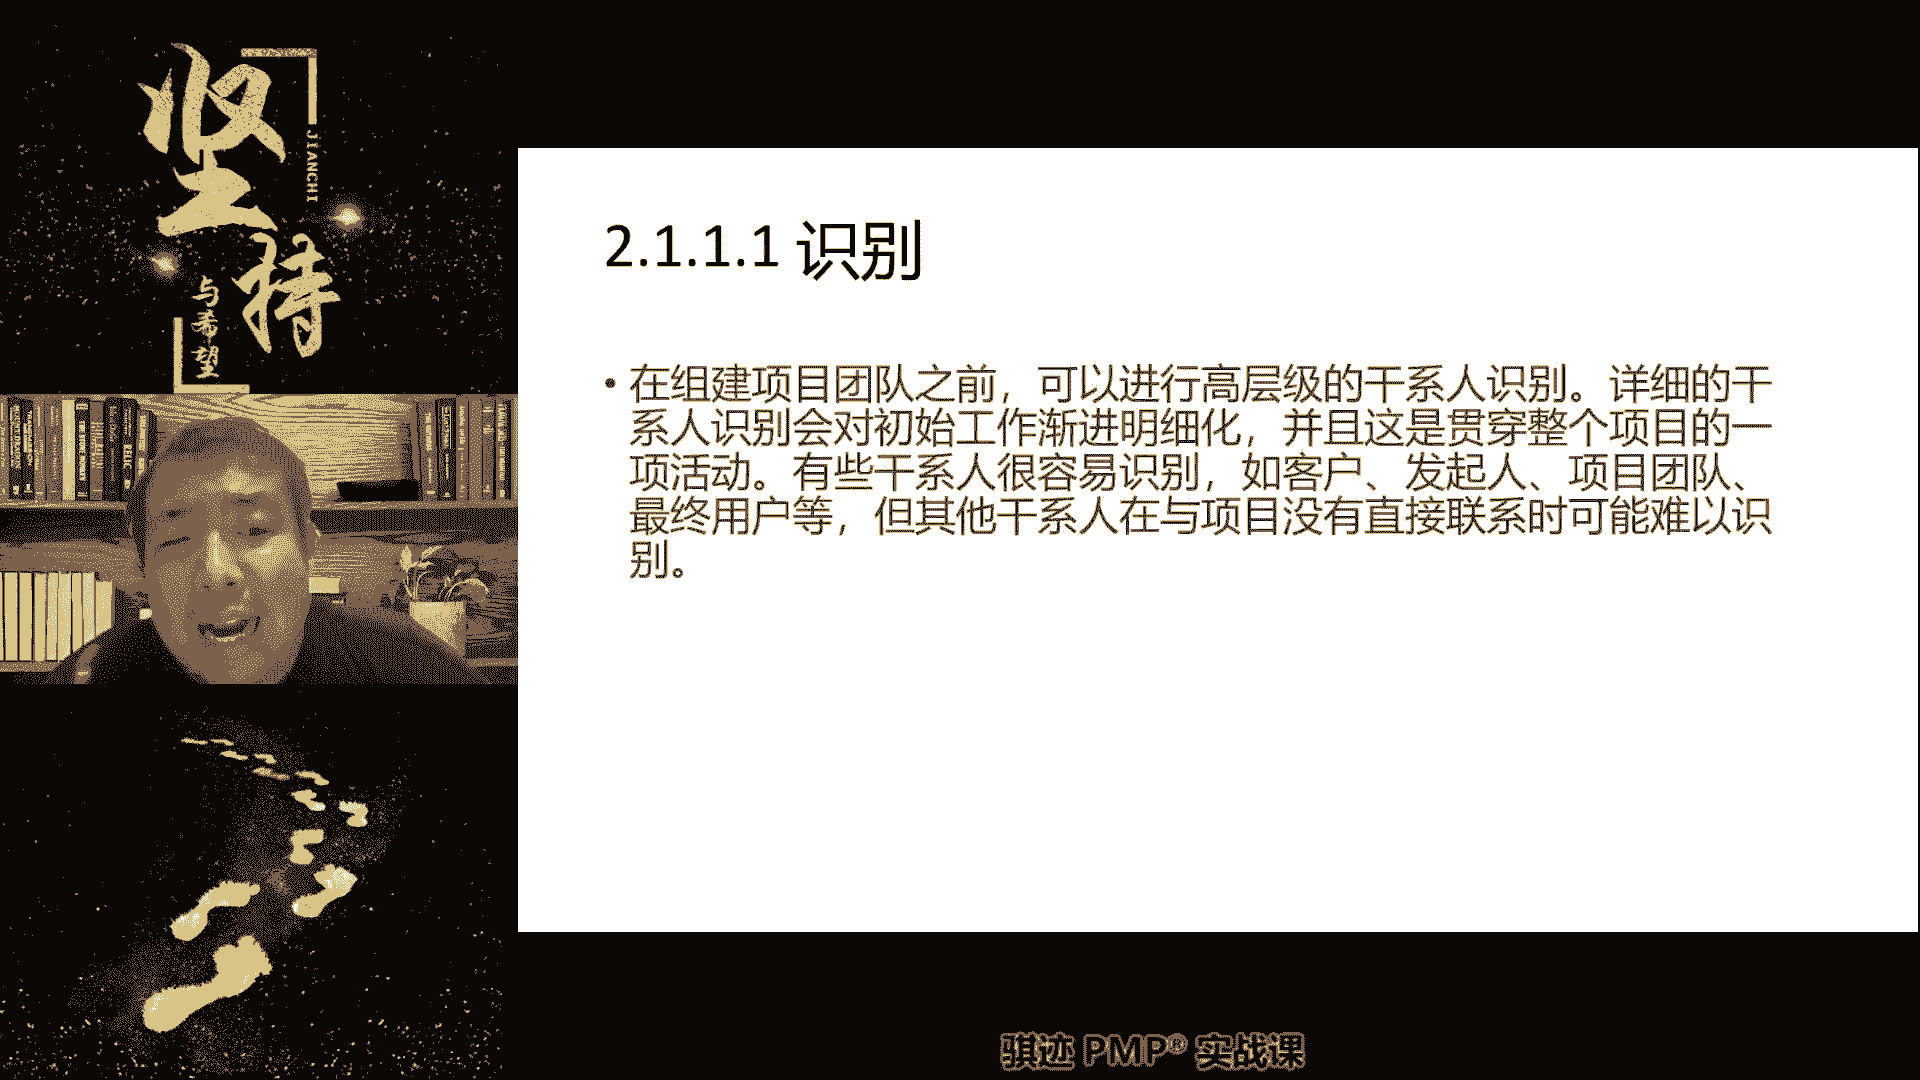 坚持
JIANCHI
与希望
2.1.1.1 识别
• 在组建项目团队之前，可以进行高层级的干系人识别。详细的干
系人识别会对初始工作渐进明细化，并且这是贯穿整个项目的一
项活动。有些干系人很容易识别，如客户、发起人、项目团队、
最终用户等，但其他干系人在与项目没有直接联系时可能难以识
别。
骐迹 PMP® 实战课